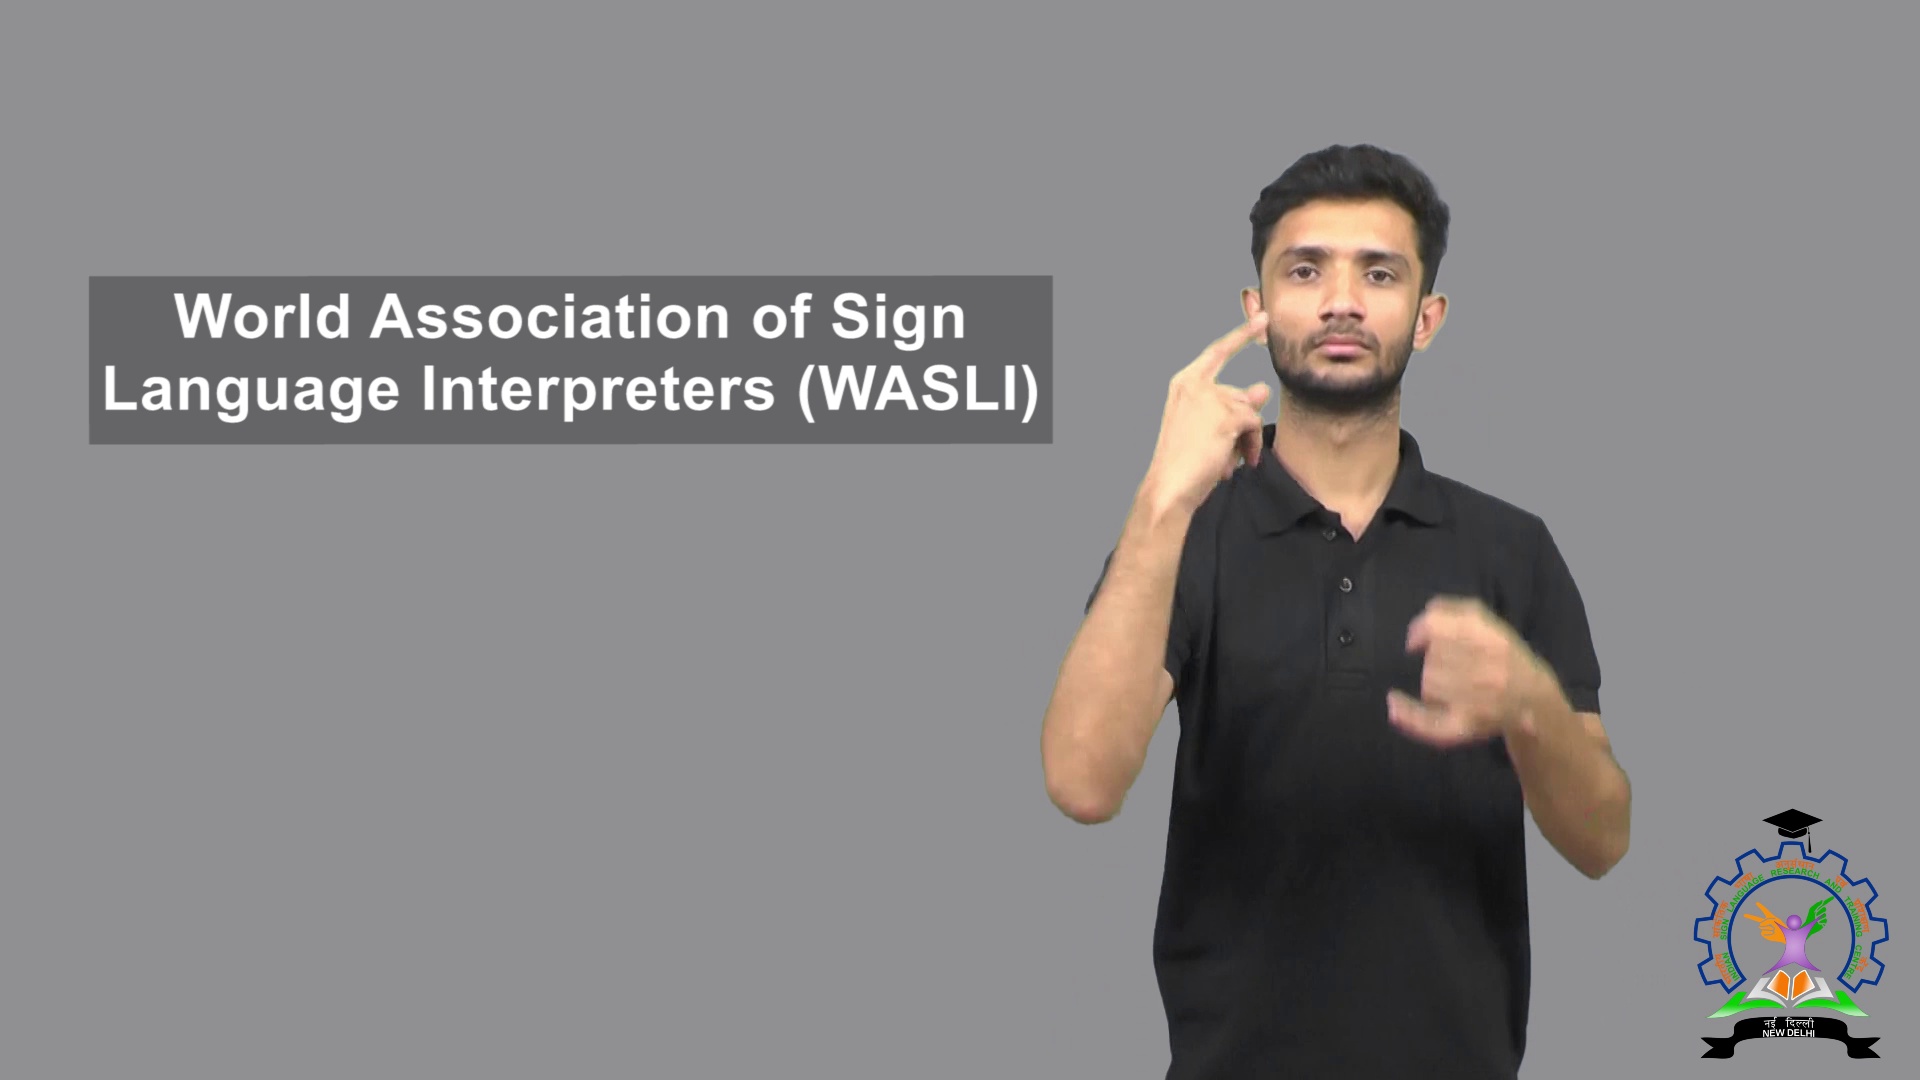 World Association of Sign
Language Interpreters (WASLI)
INDIAN SIGN LANGUAGE RESEARCH AND TRAINING CENTRE
नई दिल्ली
NEW DELHI